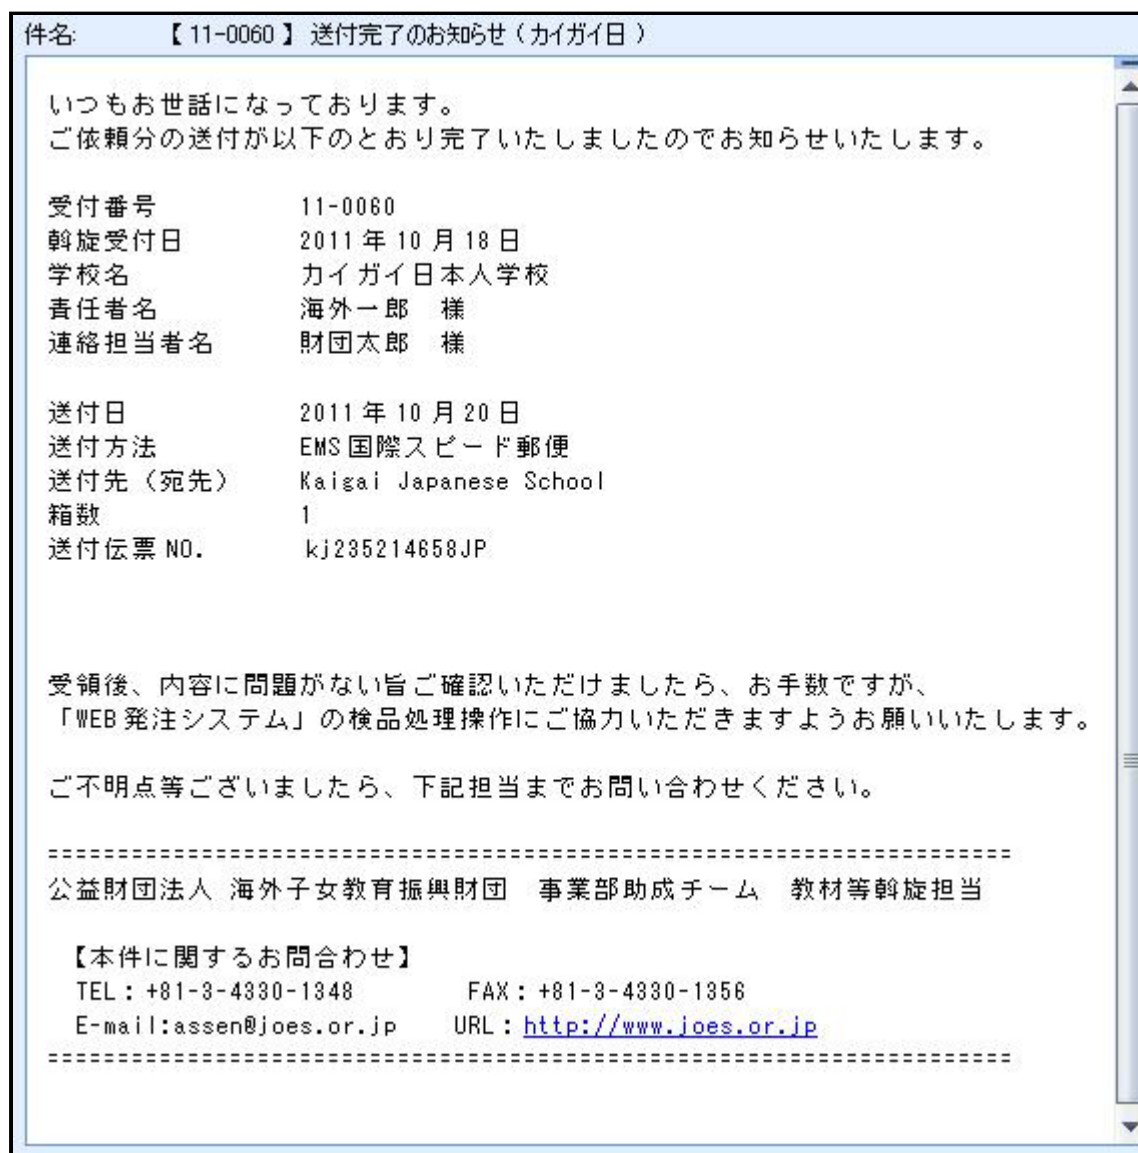 件名: 【11-0060】 送付完了のお知らせ(カイガイ日)
いつもお世話になっております。
ご依頼分の送付が以下のとおり完了いたしましたのでお知らせいたします。
受付番号 11-0060
斡旋受付日 2011年10月18日
学校名 カイガイ日本人学校
責任者名 海外一郎 様
連絡担当者名 財団太郎 様
送付日 2011年10月20日
送付方法 EMS国際スピード郵便
送付先（宛先） Kaigai Japanese School
箱数 1
送付伝票NO. kj235214658JP
受領後、内容に問題がない旨ご確認いただけましたら、お手数ですが、
「WEB発注システム」の検品処理操作にご協力いただきますようお願いいたします。
ご不明点等ございましたら、下記担当までお問い合わせください。
=====================================================================
公益財団法人 海外子女教育振興財団 事業部助成チーム 教材等斡旋担当
【本件に関するお問合わせ】
TEL：+81-3-4330-1348 FAX：+81-3-4330-1356
E-mail:assen@joes.or.jp URL：http://www.joes.or.jp
=====================================================================